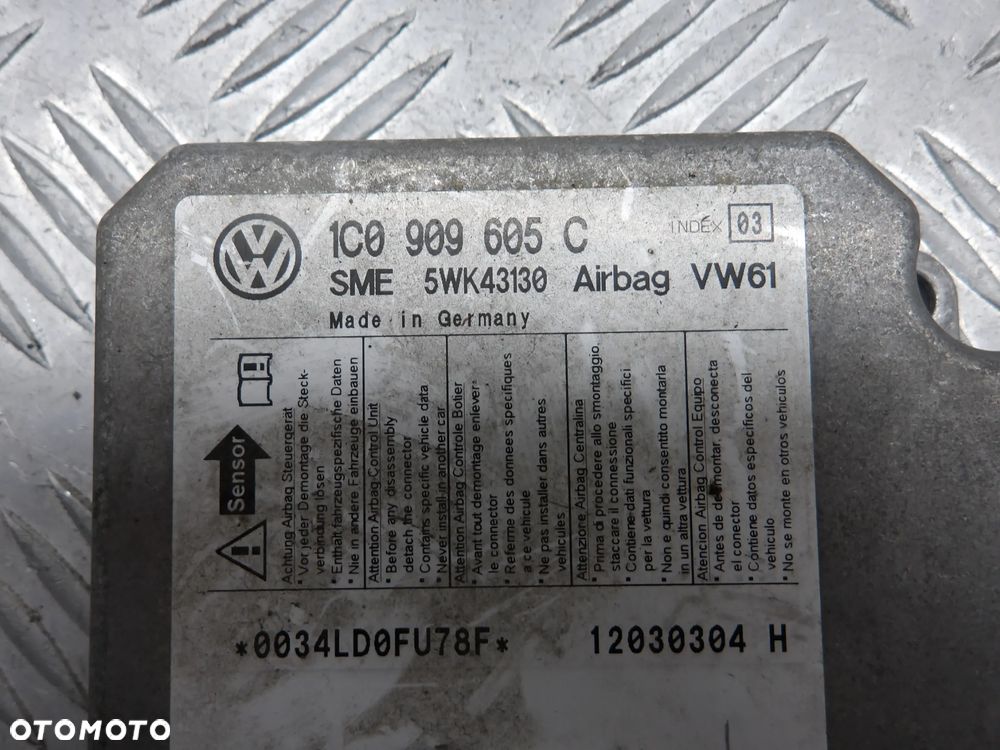 1C0 909 605 C INDEX 03
SME 5WK43130 Airbag VW61
Made in Germany
Sensor
Achtung Airbag Steuergerät
• Vor jeder Demontage die Steck-
verbindung lösen
• Enthält fahrzeugspezifische Daten
• Nie in andere Fahrzeuge einbauen
Attention Airbag-Control Unit
• Before any disassembly
detach the connector
• Contains specific vehicle data
• Never install in another car
Attention Airbag Controle Boîtier
• Avant tout demontage enlever
le connector
• Referme des donnees specifiques
a ce vehicule
• Ne pas installer dans autres
vehicules
Attenzione Airbag Centralina
• Prima di procedere allo smontaggio,
staccare il connessione
• Contiene dati funzionali specifici
per la vettura
• Non e quindi consentito montarla
in un altra vettura
Atencion Airbag Control Equipo
• Antes de desmontar, desconecta
el conector
• Contiene datos especificos del
vehiculo
• No se monte en otros vehiculos
*0034LD0FU78F* 12030304 H
OTOMOTO